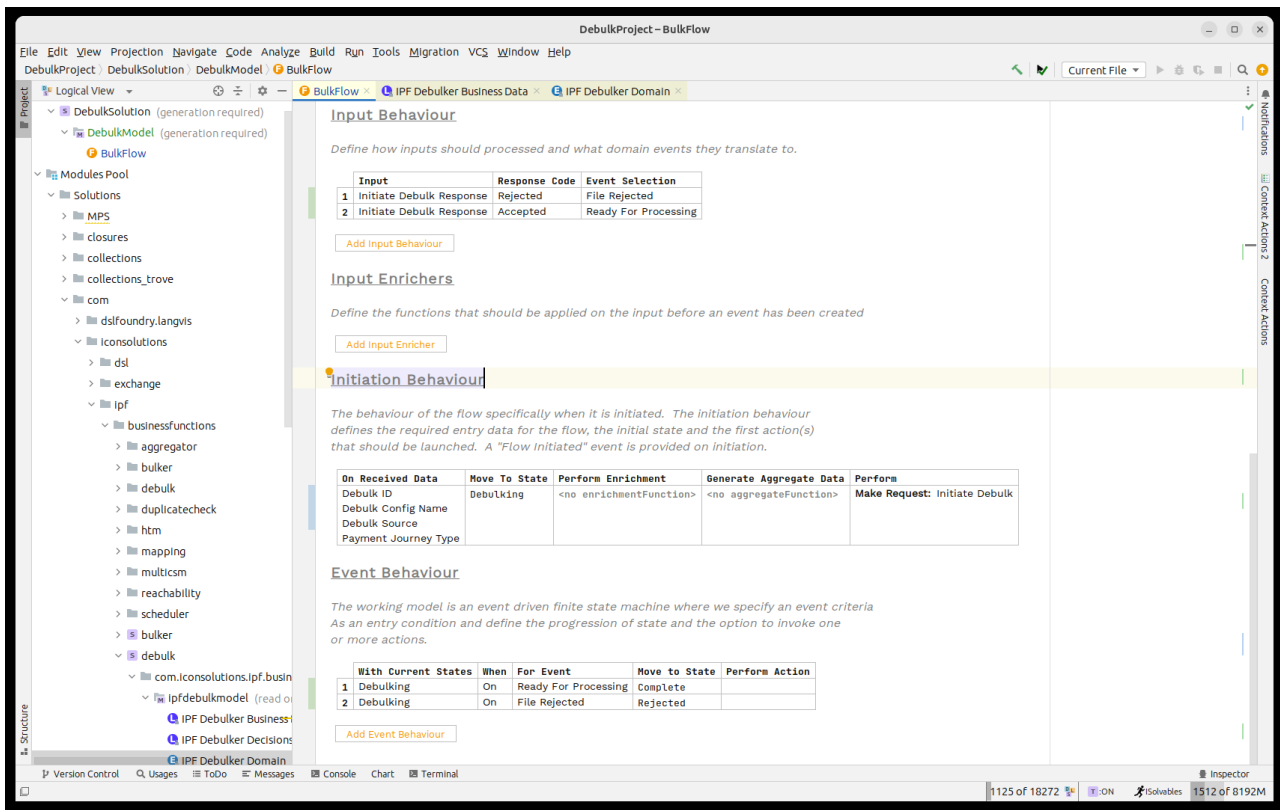 DebulkProject – BulkFlow
File Edit View Projection Navigate Code Analyze Build Run Tools Migration VCS Window Help
DebulkProject DebulkSolution DebulkModel BulkFlow
Current File
Project
Logical View
BulkFlow
IPF Debulker Business Data
IPF Debulker Domain
DebulkSolution (generation required)
DebulkModel (generation required)
BulkFlow
Modules Pool
Solutions
MPS
closures
collections
collections_trove
com
dslfoundry.langvis
iconsolutions
dsl
exchange
ipf
businessfunctions
aggregator
bulker
debulk
duplicatecheck
htm
mapping
multicsm
reachability
scheduler
bulker
debulk
com.iconsolutions.ipf.busin
ipfdebulkmodel (read o
IPF Debulker Business
IPF Debulker Decisions
IPF Debulker Domain
Structure
Input Behaviour
Define how inputs should processed and what domain events they translate to.
Input Response Code Event Selection
1 Initiate Debulk Response Rejected File Rejected
2 Initiate Debulk Response Accepted Ready For Processing
Add Input Behaviour
Input Enrichers
Define the functions that should be applied on the input before an event has been created
Add Input Enricher
Initiation Behaviour
The behaviour of the flow specifically when it is initiated. The initiation behaviour
defines the required entry data for the flow, the initial state and the first action(s)
that should be launched. A "Flow Initiated" event is provided on initiation.
On Received Data Move To State Perform Enrichment Generate Aggregate Data Perform
Debulk ID Debulking <no enrichmentFunction> <no aggregateFunction> Make Request: Initiate Debulk
Debulk Config Name
Debulk Source
Payment Journey Type
Event Behaviour
The working model is an event driven finite state machine where we specify an event criteria
As an entry condition and define the progression of state and the option to invoke one
or more actions.
With Current States When For Event Move to State Perform Action
1 Debulking On Ready For Processing Complete
2 Debulking On File Rejected Rejected
Add Event Behaviour
Notifications
Context Actions 2
Context Actions
Version Control Usages ToDo Messages Console Chart Terminal Inspector
1125 of 18272 T:ON ISolvables 1512 of 8192M